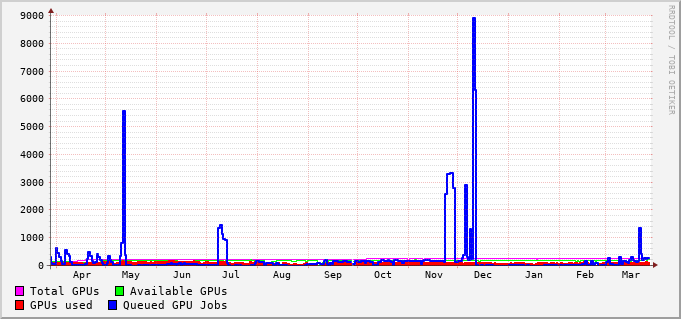 9000
8000
7000
6000
5000
4000
3000
2000
1000
0
Apr May Jun Jul Aug Sep Oct Nov Dec Jan Feb Mar
Total GPUs Available GPUs
GPUs used Queued GPU Jobs
RRDTOOL / TOBI OETIKER